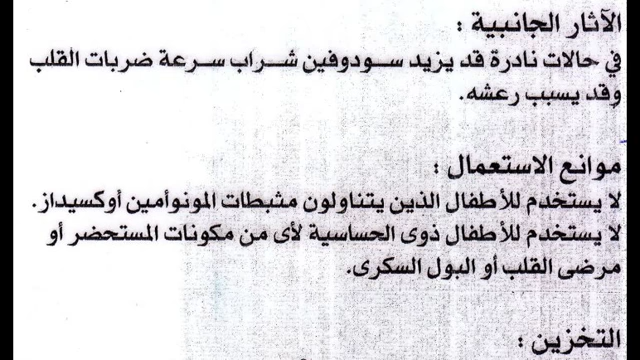 الآثار الجانبية :
في حالات نادرة قد يزيد سودوفين شراب سرعة ضربات القلب
وقد يسبب رعشه.
موانع الاستعمال :
لا يستخدم للأطفال الذين يتناولون مثبطات المونوأمين أوكسيداز.
لا يستخدم للأطفال ذوى الحساسية لأى من مكونات المستحضر أو
مرضى القلب أو البول السكرى.
التخزين :